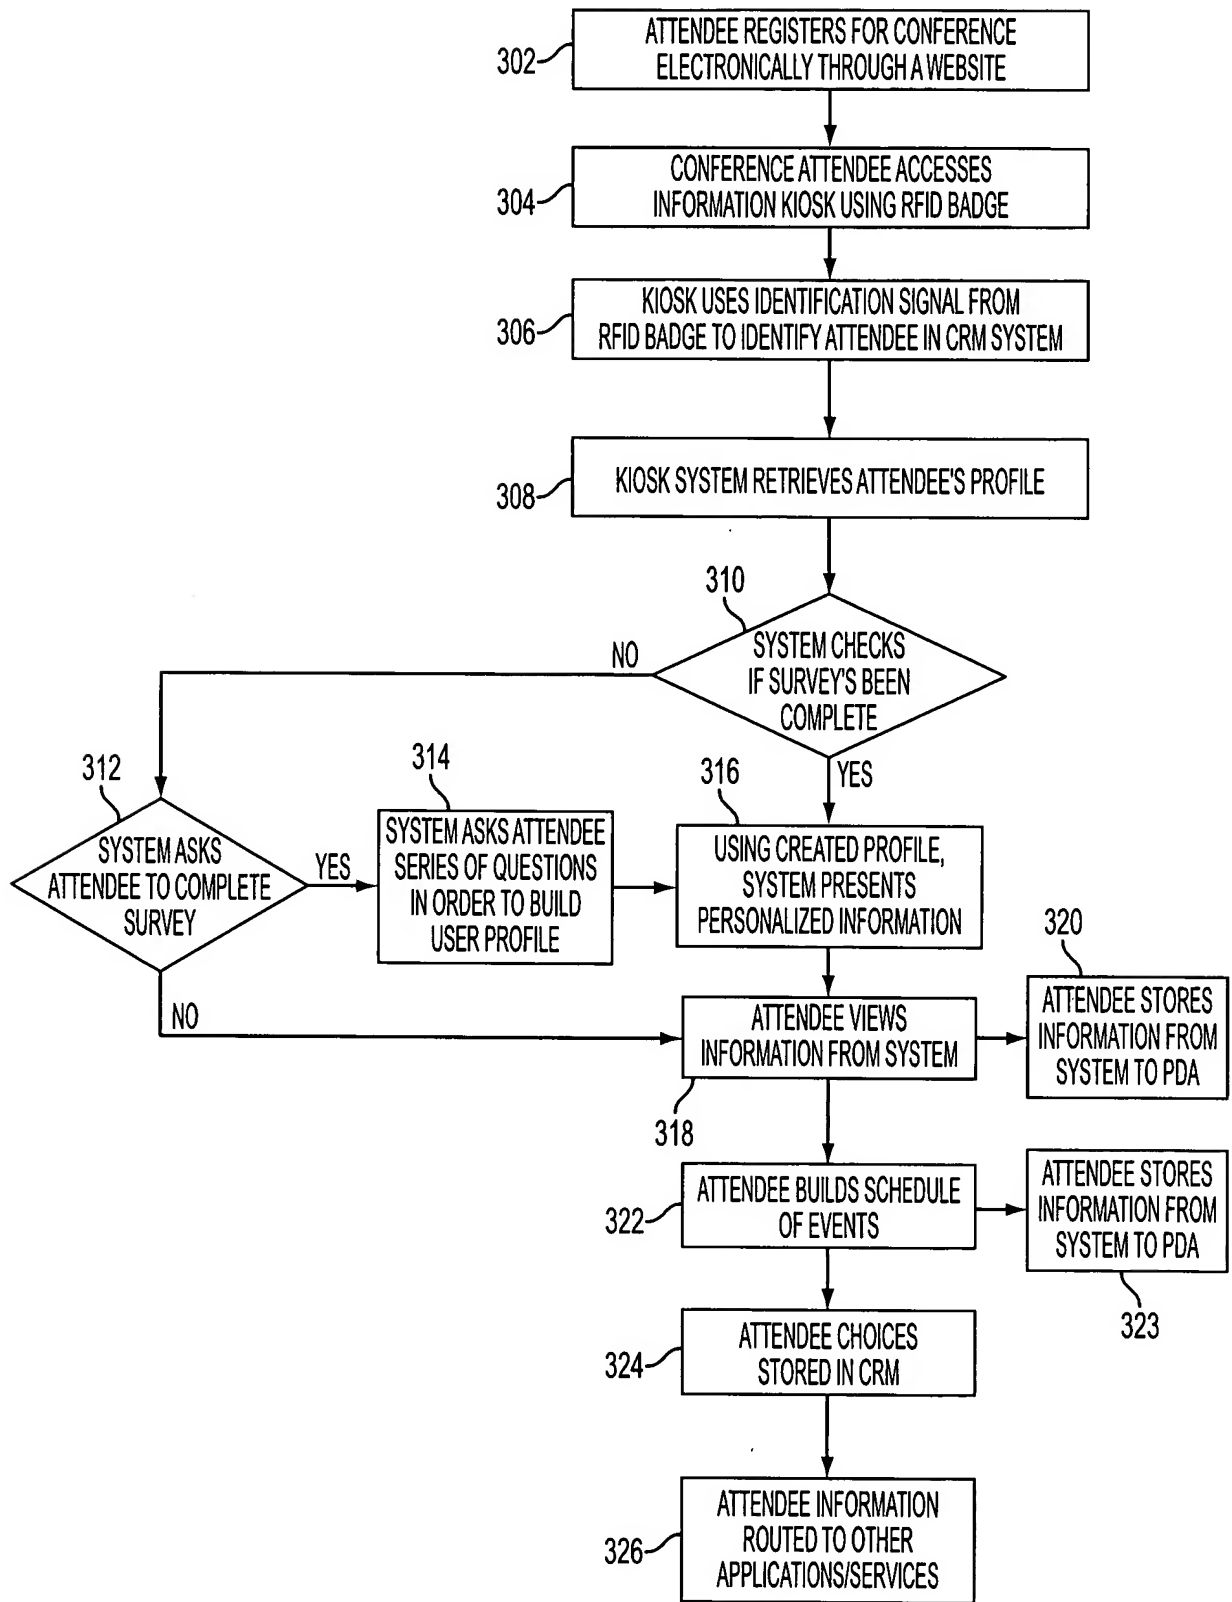 ATTENDEE REGISTERS FOR CONFERENCE
ELECTRONICALLY THROUGH A WEBSITE
302
CONFERENCE ATTENDEE ACCESSES
INFORMATION KIOSK USING RFID BADGE
304
KIOSK USES IDENTIFICATION SIGNAL FROM
RFID BADGE TO IDENTIFY ATTENDEE IN CRM SYSTEM
306
KIOSK SYSTEM RETRIEVES ATTENDEE'S PROFILE
308
310
SYSTEM CHECKS
IF SURVEY'S BEEN
COMPLETE
NO
YES
312
SYSTEM ASKS
ATTENDEE TO COMPLETE
SURVEY
YES
NO
314
SYSTEM ASKS ATTENDEE
SERIES OF QUESTIONS
IN ORDER TO BUILD
USER PROFILE
316
USING CREATED PROFILE,
SYSTEM PRESENTS
PERSONALIZED INFORMATION
ATTENDEE VIEWS
INFORMATION FROM SYSTEM
318
320
ATTENDEE STORES
INFORMATION FROM
SYSTEM TO PDA
ATTENDEE BUILDS SCHEDULE
OF EVENTS
322
ATTENDEE STORES
INFORMATION FROM
SYSTEM TO PDA
323
ATTENDEE CHOICES
STORED IN CRM
324
ATTENDEE INFORMATION
ROUTED TO OTHER
APPLICATIONS/SERVICES
326